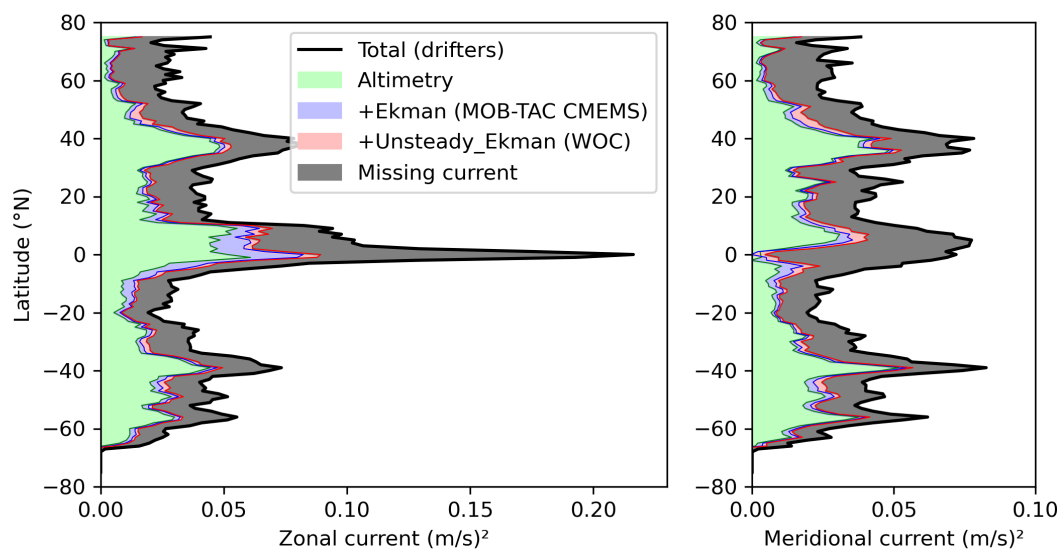 80
60
40
20
0
−20
−40
−60
−80
Latitude (°N)
0.00 0.05 0.10 0.15 0.20
Zonal current (m/s)²
Total (drifters)
Altimetry
+Ekman (MOB-TAC CMEMS)
+Unsteady_Ekman (WOC)
Missing current
80
60
40
20
0
−20
−40
−60
−80
0.00 0.05 0.10
Meridional current (m/s)²